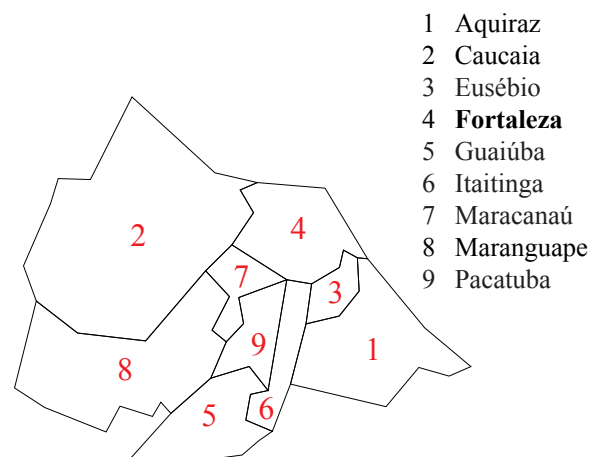 1 Aquiraz
2 Caucaia
3 Eusébio
4 Fortaleza
5 Guaiúba
6 Itaitinga
7 Maracanaú
8 Maranguape
9 Pacatuba
2
4
7
3
9
1
8
5
6